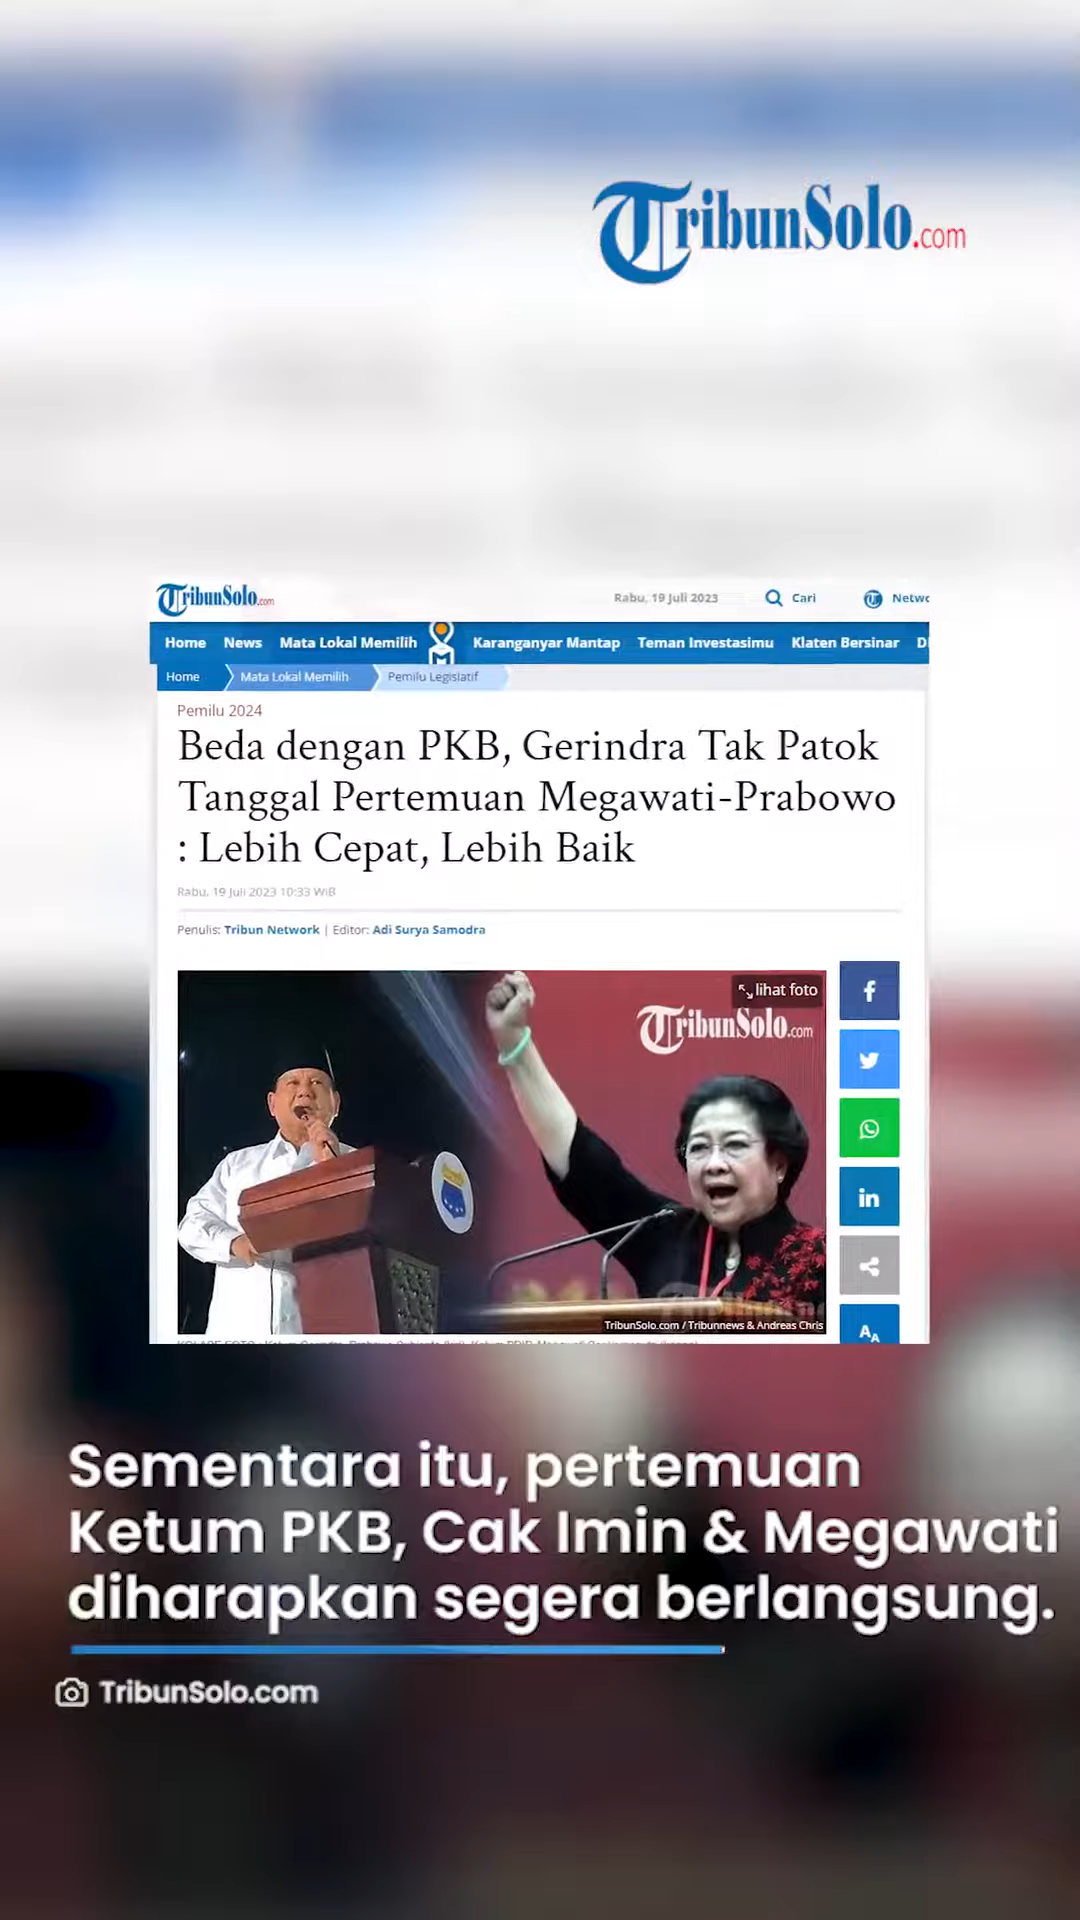 TribunSolo.com
TribunSolo.com
Rabu, 19 Juli 2023
Cari
Netwo
Home News Mata Lokal Memilih Karanganyar Mantap Teman Investasimu Klaten Bersinar
Home Mata Lokal Memilih Pemilu Legislatif
Pemilu 2024
Beda dengan PKB, Gerindra Tak Patok
Tanggal Pertemuan Megawati-Prabowo
: Lebih Cepat, Lebih Baik
Rabu, 19 Juli 2023 10:33 WIB
Penulis: Tribun Network | Editor: Adi Surya Samodra
lihat foto
TribunSolo.com
TribunSolo.com / Tribunnews & Andreas Chris
Sementara itu, pertemuan
Ketum PKB, Cak Imin & Megawati
diharapkan segera berlangsung.
TribunSolo.com